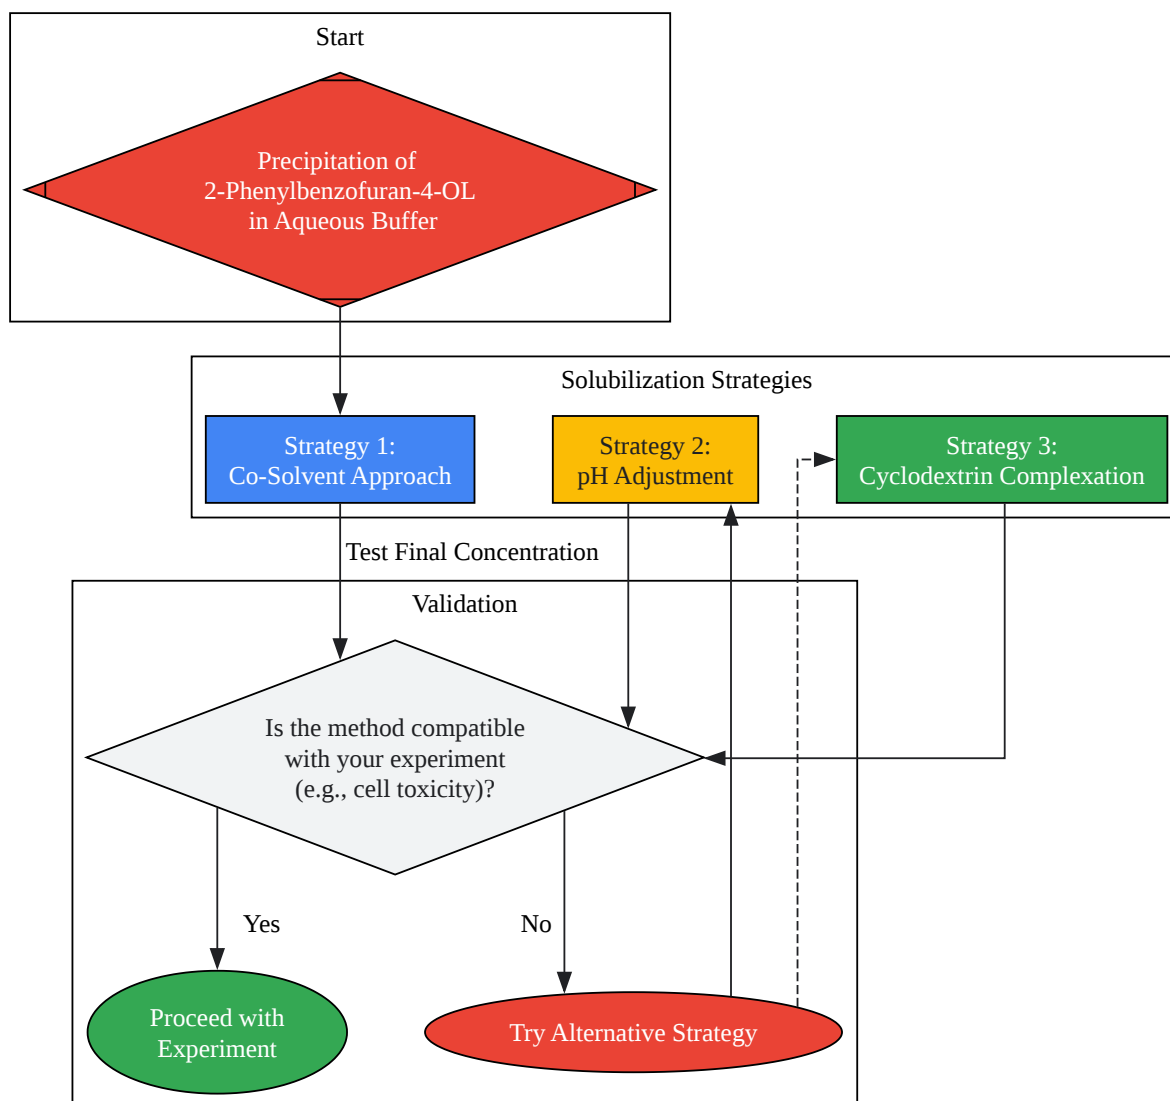 Start
Precipitation of
2-Phenylbenzofuran-4-OL
in Aqueous Buffer
Solubilization Strategies
Strategy 1:
Co-Solvent Approach
Strategy 2:
pH Adjustment
Strategy 3:
Cyclodextrin Complexation
Test Final Concentration
Validation
Is the method compatible
with your experiment
(e.g., cell toxicity)?
Yes
No
Proceed with
Experiment
Try Alternative Strategy